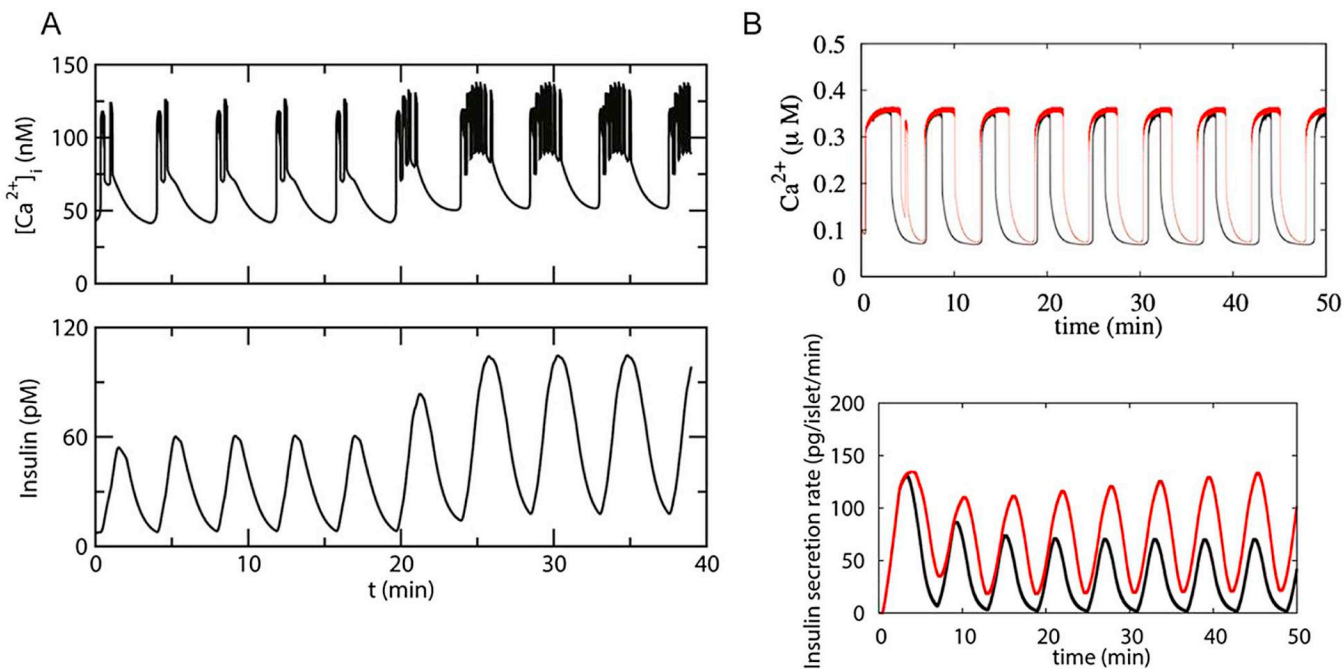 A
150
100
50
0
[Ca2+]i (nM)
120
60
0
Insulin (pM)
0 10 20 30 40
t (min)
B
0.5
0.4
0.3
0.2
0.1
0
Ca2+ (μ M)
0 10 20 30 40 50
time (min)
200
150
100
50
0
Insulin secretion rate (pg/islet/min)
0 10 20 30 40 50
time (min)